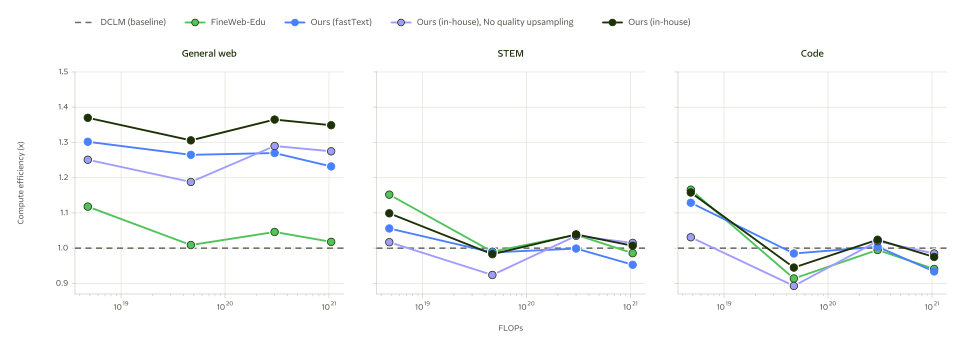 DCLM (baseline) FineWeb-Edu Ours (fastText) Ours (in-house), No quality upsampling Ours (in-house)
General web STEM Code
Compute efficiency (x)
1.5
1.4
1.3
1.2
1.1
1.0
0.9
10^19 10^20 10^21 10^19 10^20 10^21 10^19 10^20 10^21
FLOPs